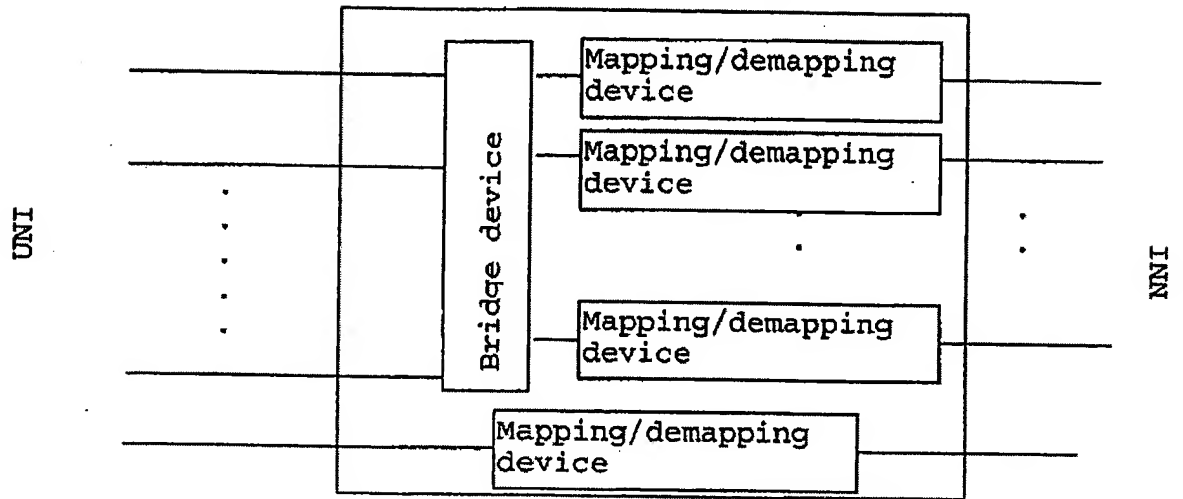 Mapping/demapping
device
Mapping/demapping
device
UNI
Bridge device
NNI
Mapping/demapping
device
Mapping/demapping
device